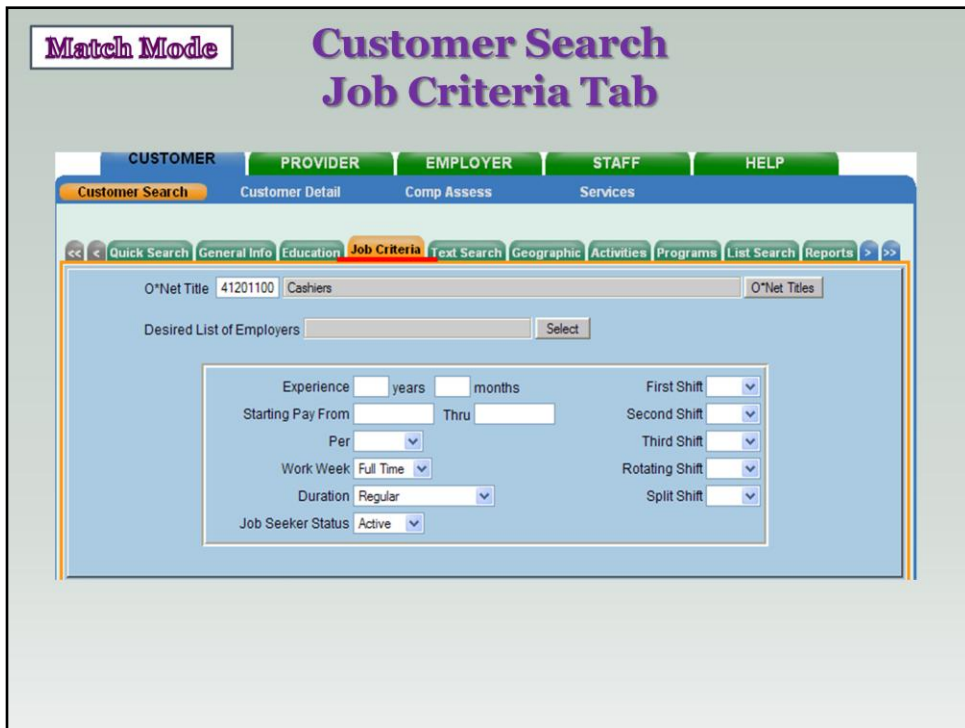 Match Mode
Customer Search
Job Criteria Tab
CUSTOMER PROVIDER EMPLOYER STAFF HELP
Customer Search Customer Detail Comp Assess Services
<< < Quick Search General Info Education Job Criteria Text Search Geographic Activities Programs List Search Reports > >>
O*Net Title 41201100 Cashiers O*Net Titles
Desired List of Employers Select
Experience years months First Shift
Starting Pay From Thru Second Shift
Per Third Shift
Work Week Full Time Rotating Shift
Duration Regular Split Shift
Job Seeker Status Active